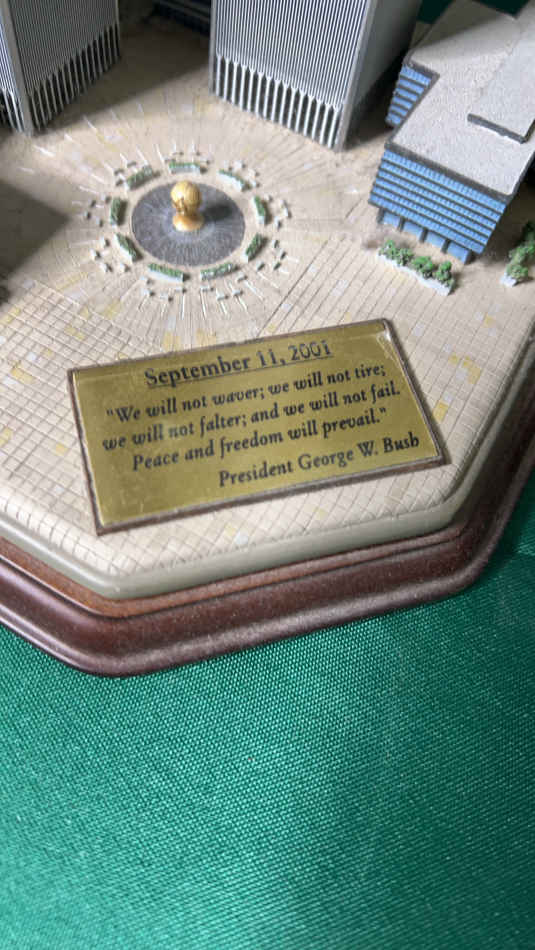 September 11, 2001
"We will not waver; we will not tire;
we will not falter; and we will not fail.
Peace and freedom will prevail."
President George W. Bush